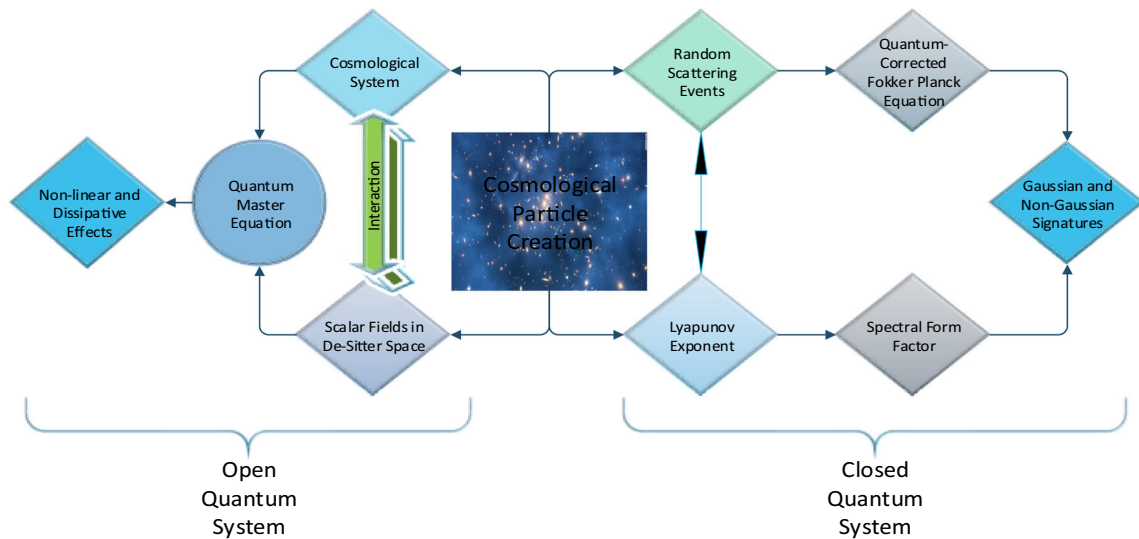 Cosmological
System
Random
Scattering
Events
Quantum-
Corrected
Fokker Planck
Equation
Non-linear and
Dissipative
Effects
Quantum
Master
Equation
Interaction
Cosmological
Particle
Creation
Gaussian and
Non-Gaussian
Signatures
Scalar Fields in
De-Sitter Space
Lyapunov
Exponent
Spectral Form
Factor
Open
Quantum
System
Closed
Quantum
System